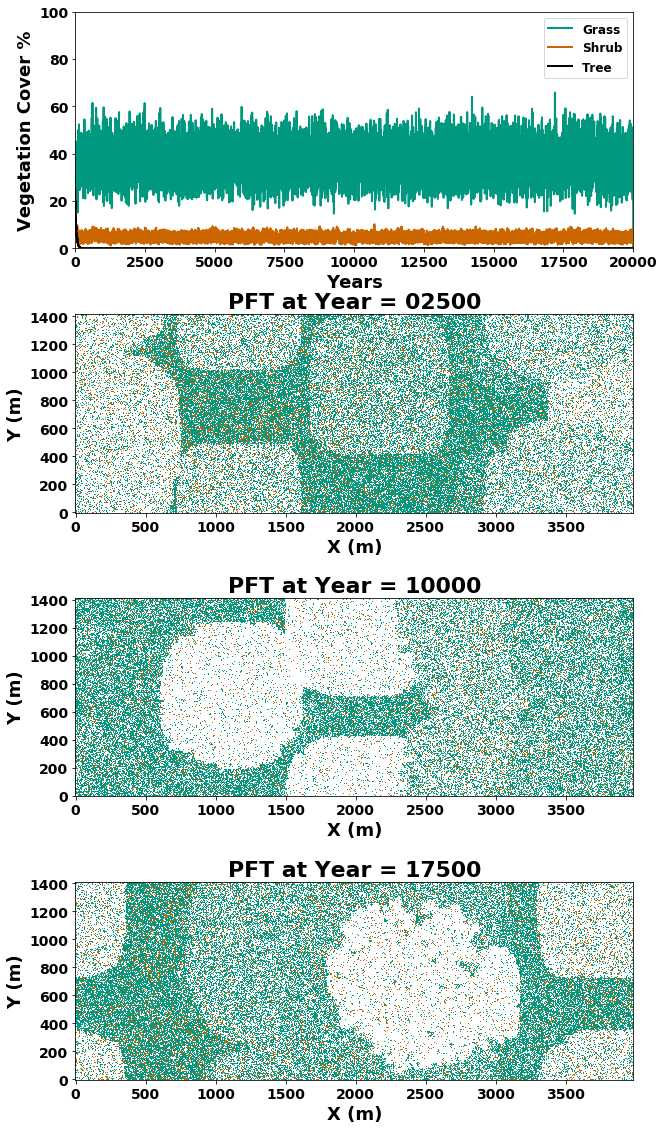 100
80
60
40
20
0
Vegetation Cover %
Grass
Shrub
Tree
0 2500 5000 7500 10000 12500 15000 17500 20000
Years
PFT at Year = 02500
1400
1200
1000
800
600
400
200
0
Y (m)
0 500 1000 1500 2000 2500 3000 3500
X (m)
PFT at Year = 10000
1400
1200
1000
800
600
400
200
0
Y (m)
0 500 1000 1500 2000 2500 3000 3500
X (m)
PFT at Year = 17500
1400
1200
1000
800
600
400
200
0
Y (m)
0 500 1000 1500 2000 2500 3000 3500
X (m)